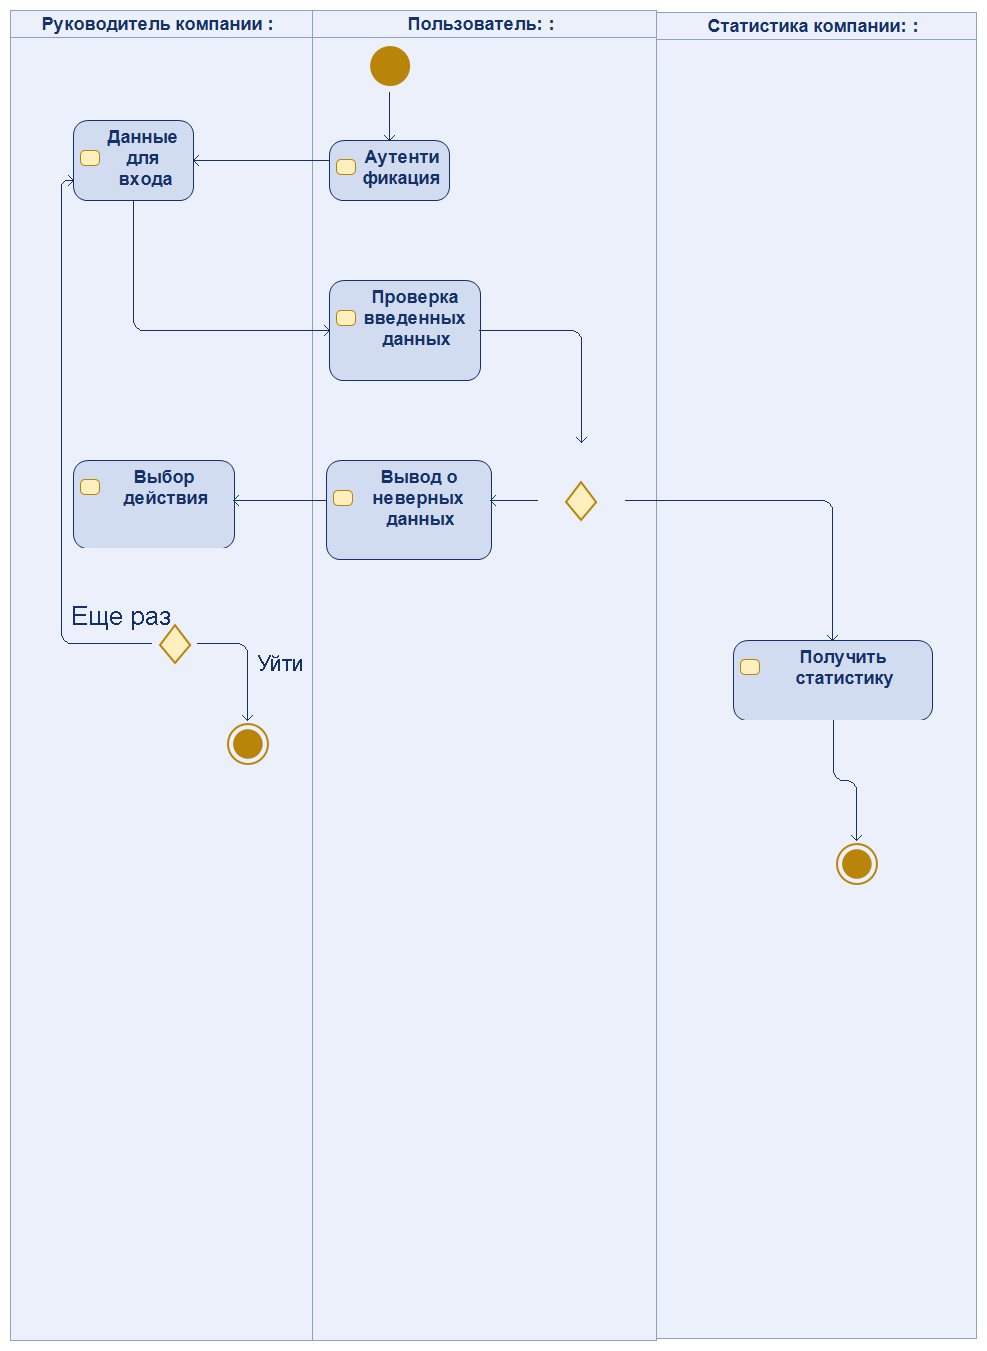 Руководитель компании :
Пользователь: :
Статистика компании: :
Данные
для
входа
Аутенти
фикация
Проверка
введенных
данных
Выбор
действия
Вывод о
неверных
данных
Еще раз
Уйти
Получить
статистику